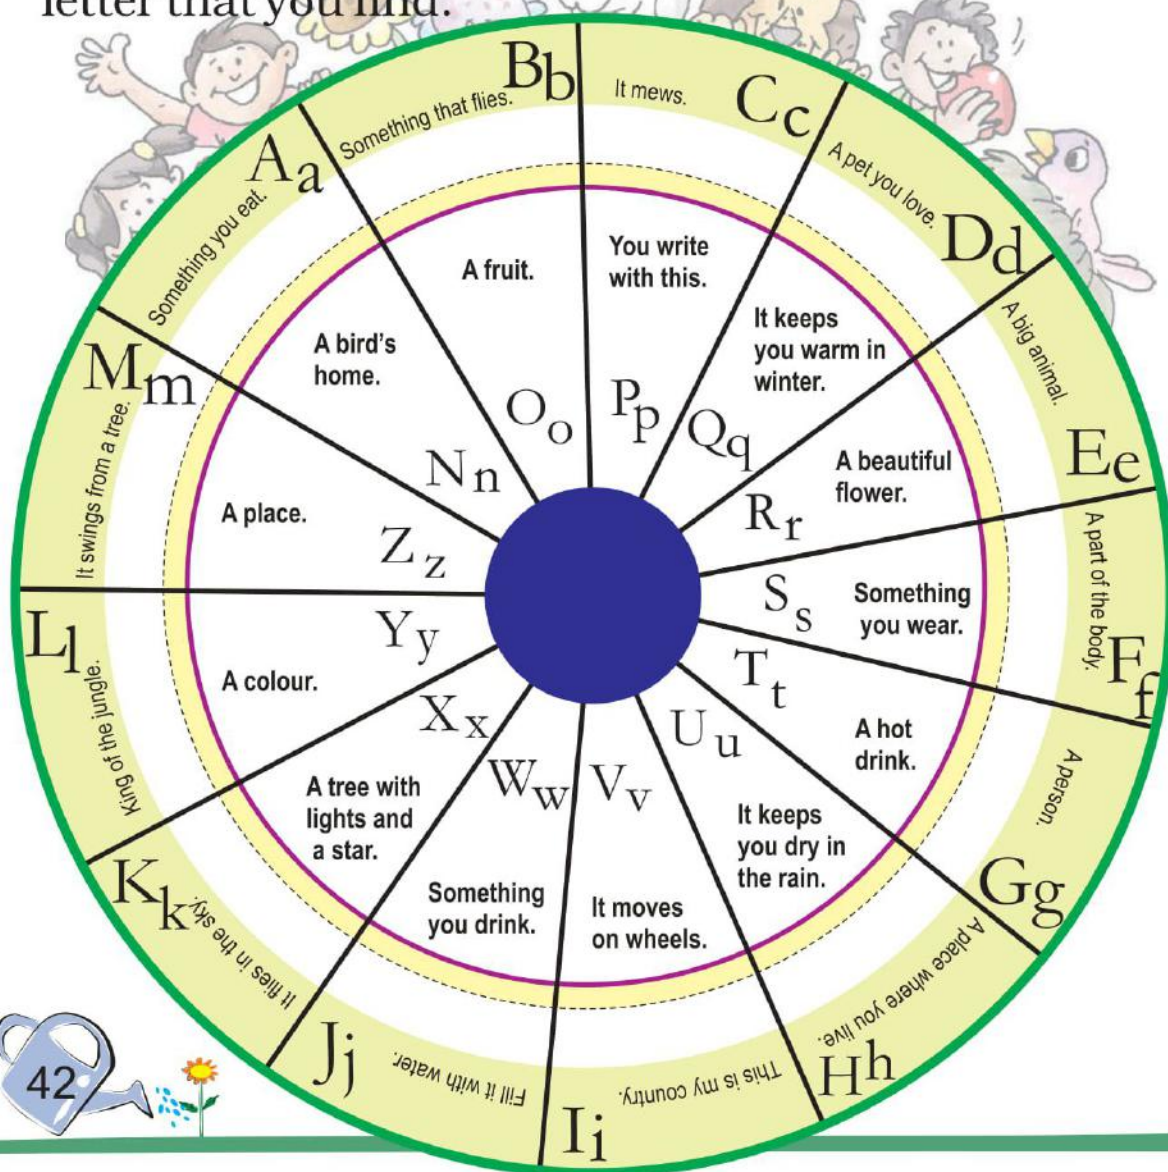 letter that you find.
Aa
Something you eat.
Bb
Something that flies.
Cc
It mews.
Dd
A pet you love.
Ee
A big animal.
Ff
A part of the body.
Gg
A person.
Hh
A place where you live.
Ii
This is my country.
Jj
Fill it with water.
Kk
It flies in the sky.
Ll
King of the jungle.
Mm
It swings from a tree.
Nn
A bird's
home.
Oo
A fruit.
Pp
You write
with this.
Qq
It keeps
you warm in
winter.
Rr
A beautiful
flower.
Ss
Something
you wear.
Tt
A hot
drink.
Uu
It keeps
you dry in
the rain.
Vv
It moves
on wheels.
Ww
Something
you drink.
Xx
A tree with
lights and
a star.
Yy
A colour.
Zz
A place.
42